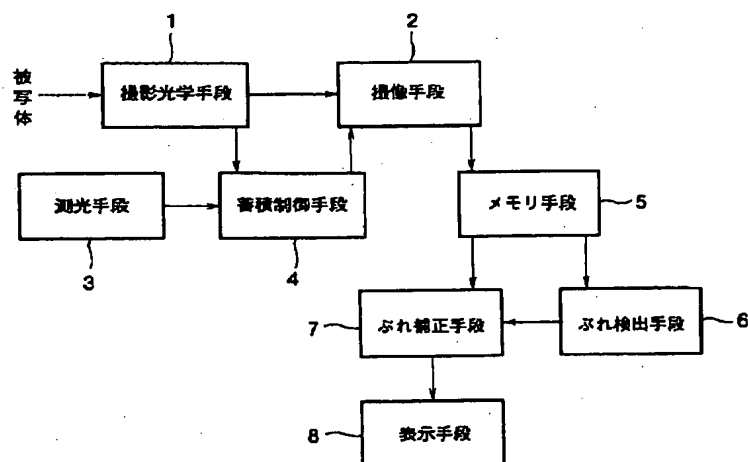 1
2
被写体
撮影光学手段
撮像手段
測光手段
蓄積制御手段
メモリ手段
5
3
4
7
ぶれ補正手段
ぶれ検出手段
6
8
表示手段